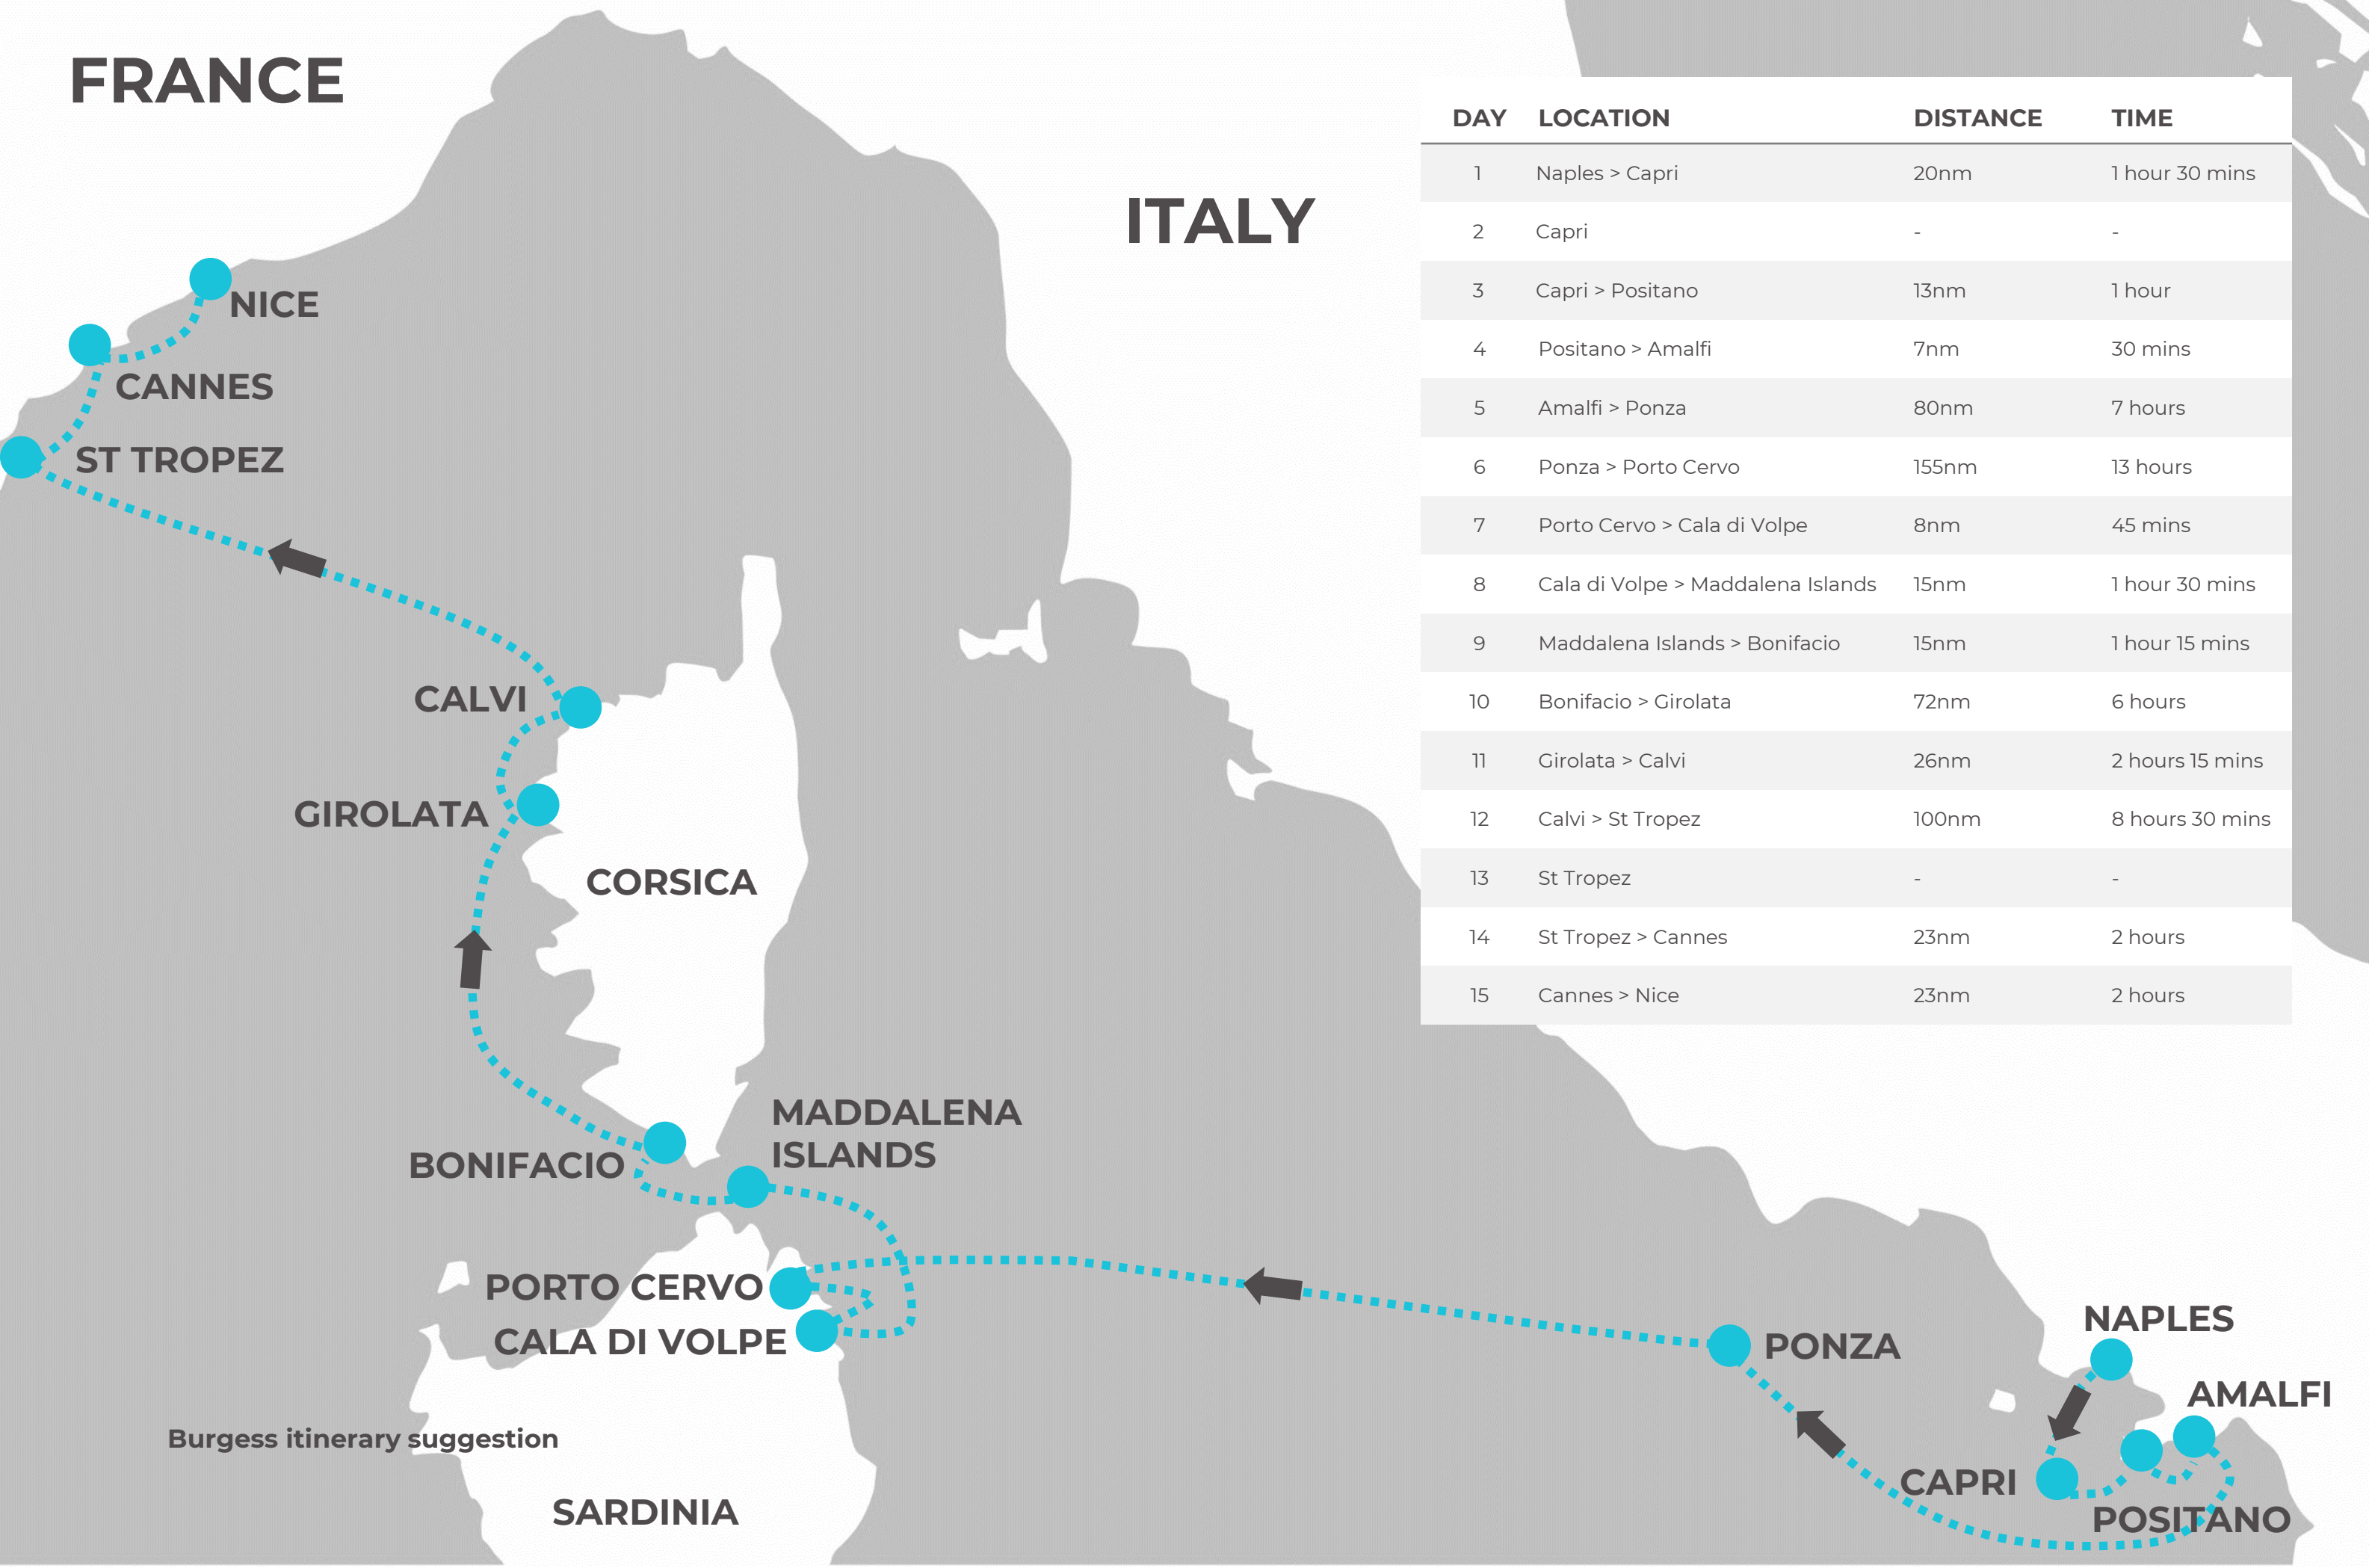 FRANCE
ITALY
NICE
CANNES
ST TROPEZ
CALVI
GIROLATA
CORSICA
MADDALENA
ISLANDS
BONIFACIO
PORTO CERVO
CALA DI VOLPE
PONZA
NAPLES
AMALFI
CAPRI
POSITANO
Burgess itinerary suggestion
SARDINIA
DAY LOCATION DISTANCE TIME
1 Naples > Capri 20nm 1 hour 30 mins
2 Capri - -
3 Capri > Positano 13nm 1 hour
4 Positano > Amalfi 7nm 30 mins
5 Amalfi > Ponza 80nm 7 hours
6 Ponza > Porto Cervo 155nm 13 hours
7 Porto Cervo > Cala di Volpe 8nm 45 mins
8 Cala di Volpe > Maddalena Islands 15nm 1 hour 30 mins
9 Maddalena Islands > Bonifacio 15nm 1 hour 15 mins
10 Bonifacio > Girolata 72nm 6 hours
11 Girolata > Calvi 26nm 2 hours 15 mins
12 Calvi > St Tropez 100nm 8 hours 30 mins
13 St Tropez - -
14 St Tropez > Cannes 23nm 2 hours
15 Cannes > Nice 23nm 2 hours